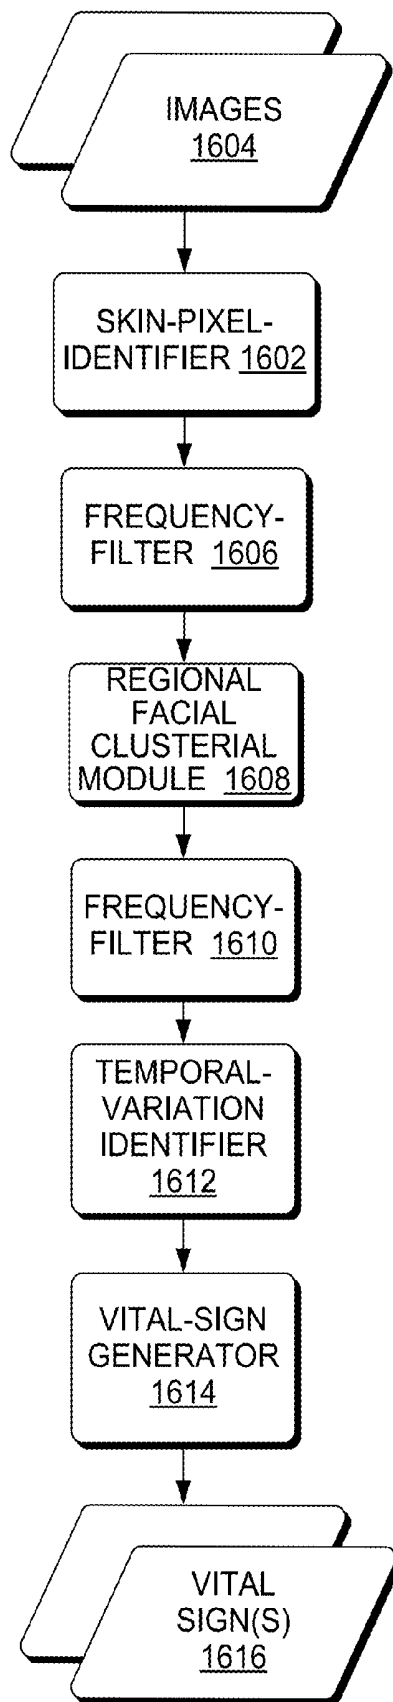 IMAGES
1604
SKIN-PIXEL-
IDENTIFIER 1602
FREQUENCY-
FILTER 1606
REGIONAL
FACIAL
CLUSTERIAL
MODULE 1608
FREQUENCY-
FILTER 1610
TEMPORAL-
VARIATION
IDENTIFIER
1612
VITAL-SIGN
GENERATOR
1614
VITAL
SIGN(S)
1616